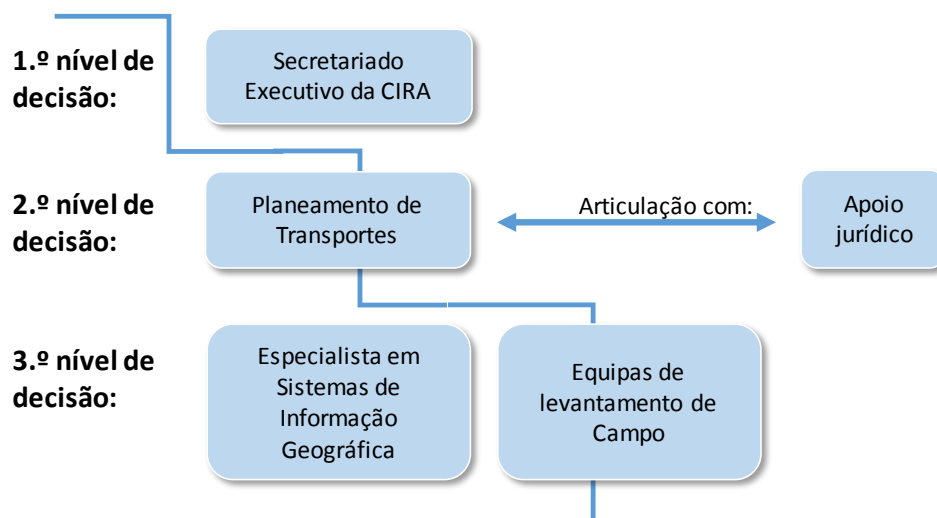 1.º nível de
decisão:
Secretariado
Executivo da CIRA
2.º nível de
decisão:
Planeamento de
Transportes
Articulação com:
Apoio
jurídico
3.º nível de
decisão:
Especialista em
Sistemas de
Informação
Geográfica
Equipas de
levantamento de
Campo